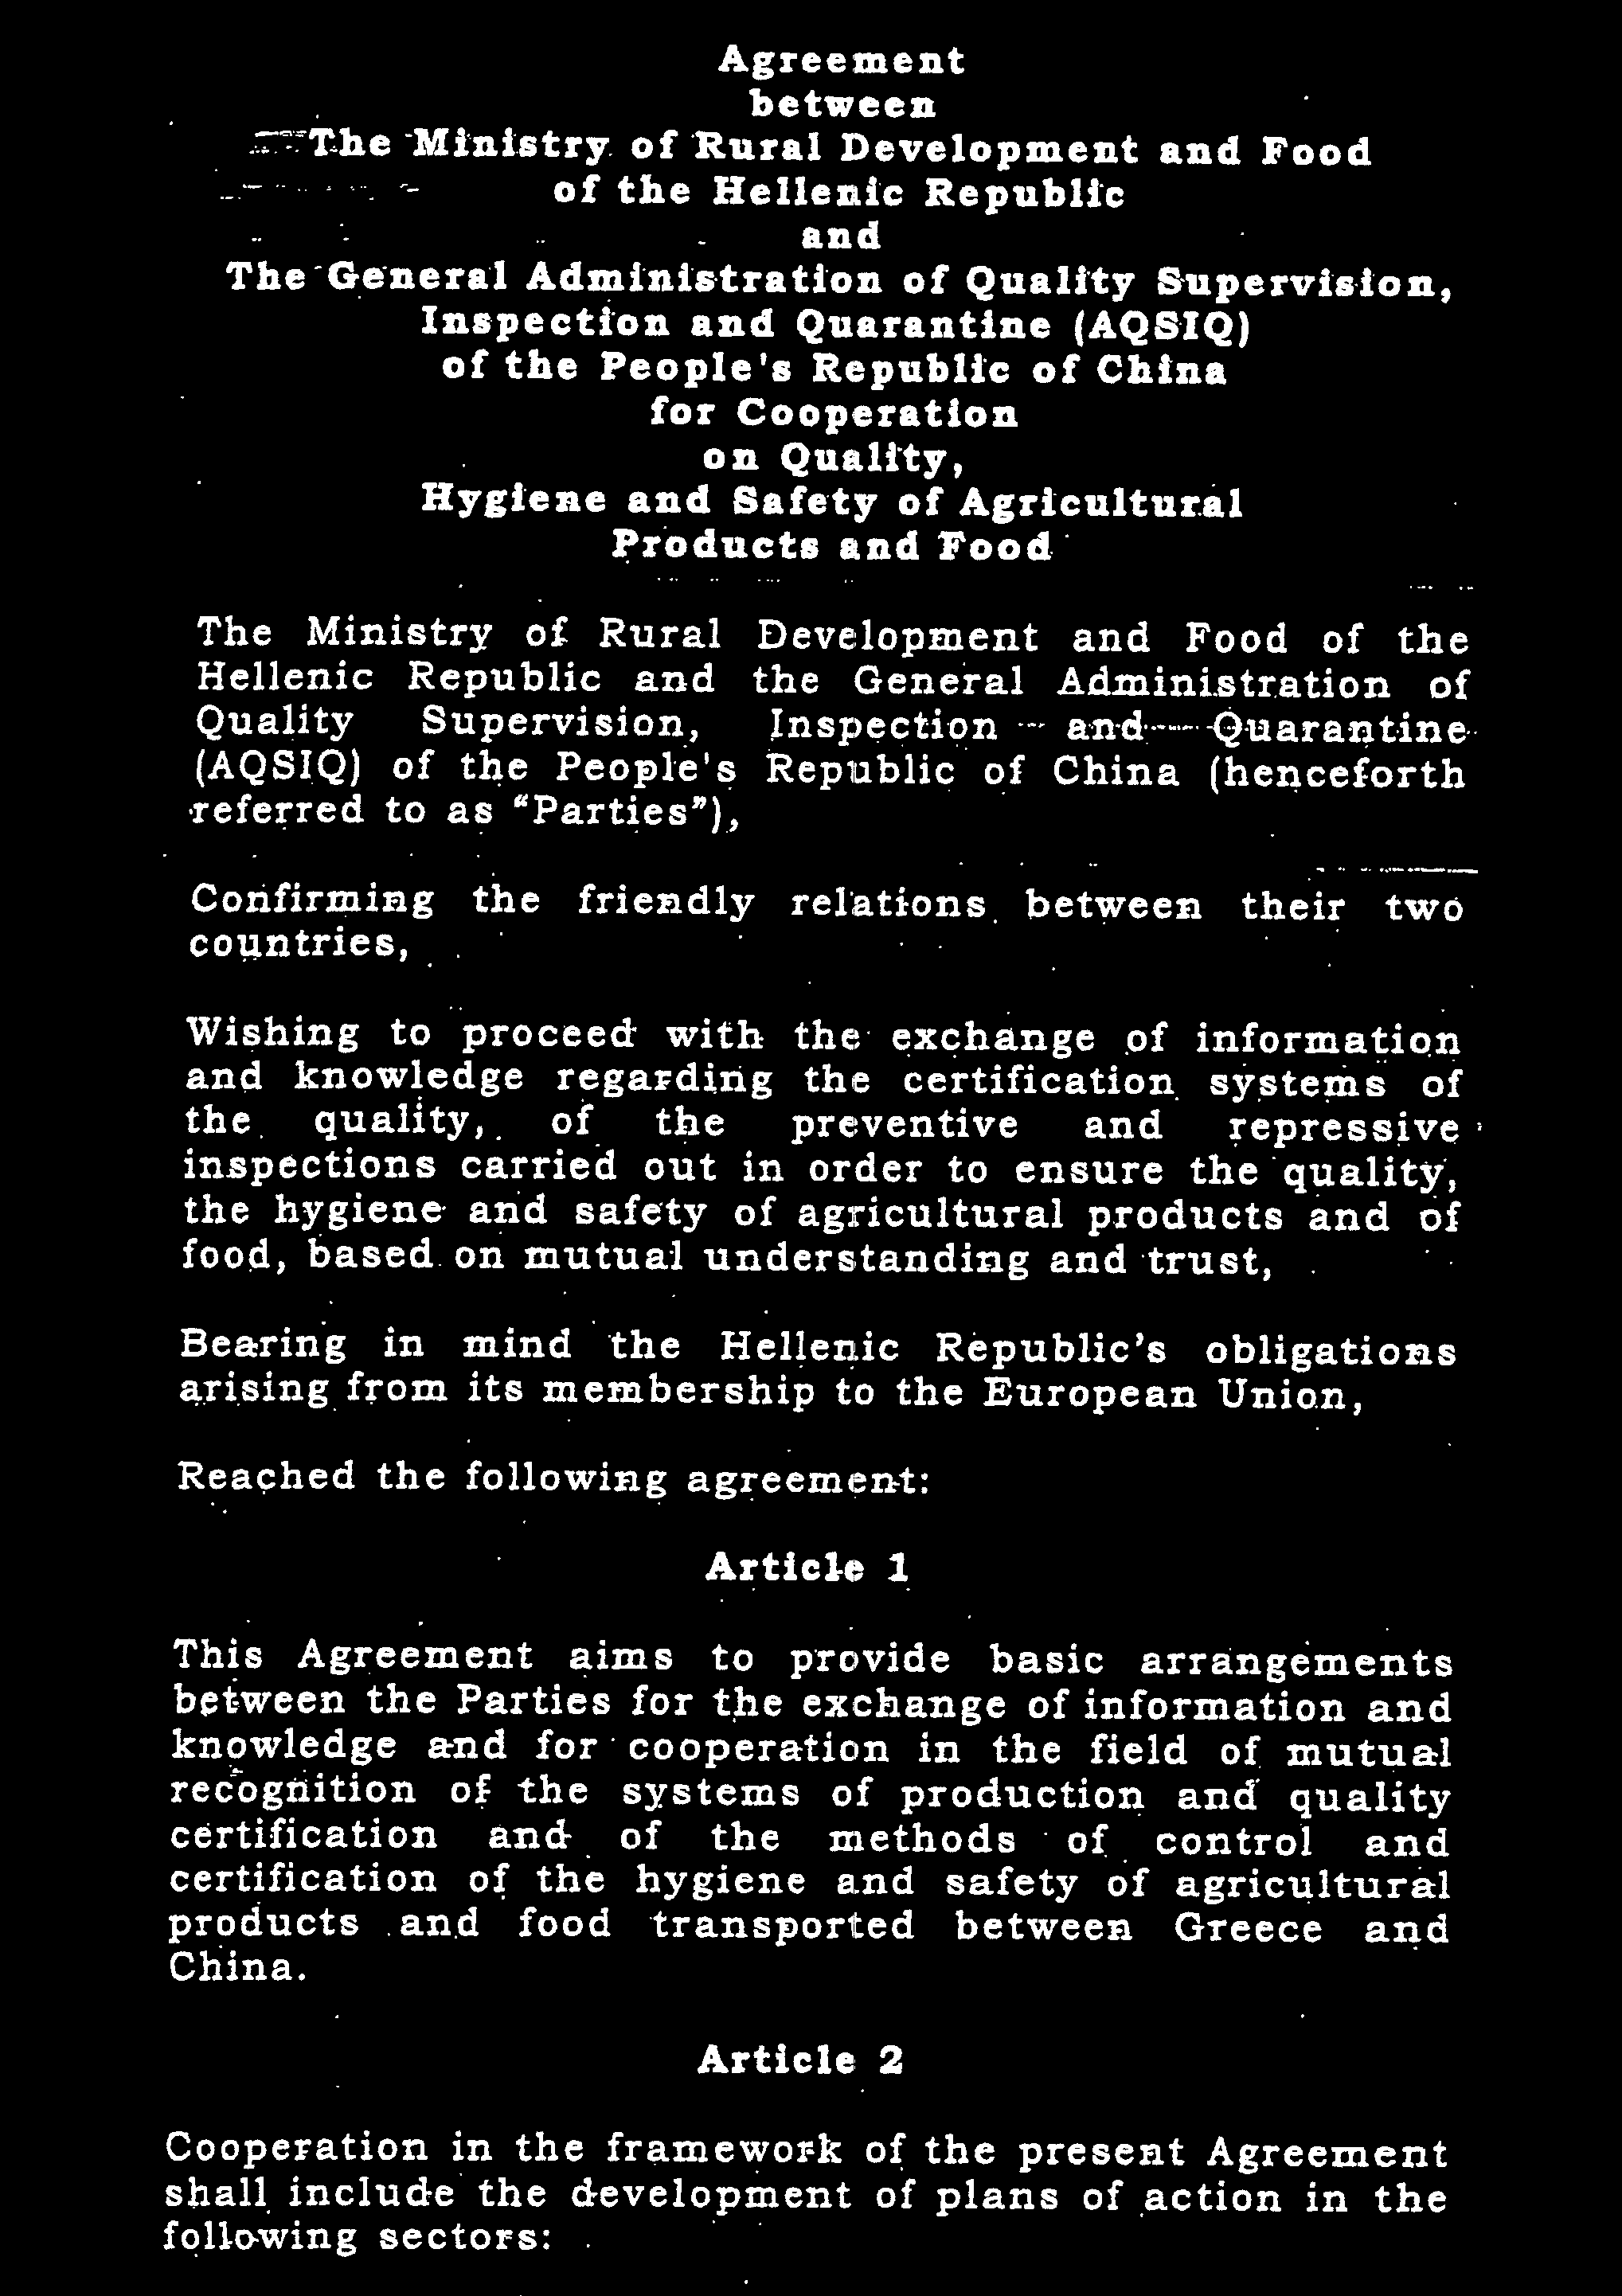 Agreement
between
The Ministry of Rural Development and Food
of the Hellenic Republic
and
The General Administration of Quality Supervision,
Inspection and Quarantine (AQSIQ)
of the People's Republic of China
for Cooperation
on Quality,
Hygiene and Safety of Agricultural
Products and Food
The Ministry of Rural Development and Food of the
Hellenic Republic and the General Administration of
Quality Supervision, Inspection and Quarantine
(AQSIQ) of the People's Republic of China (henceforth
referred to as “Parties”),
Confirming the friendly relations between their two
countries,
Wishing to proceed with the exchange of information
and knowledge regarding the certification systems of
the quality, of the preventive and repressive
inspections carried out in order to ensure the quality,
the hygiene and safety of agricultural products and of
food, based on mutual understanding and trust,
Bearing in mind the Hellenic Republic’s obligations
arising from its membership to the European Union,
Reached the following agreement:
Article 1
This Agreement aims to provide basic arrangements
between the Parties for the exchange of information and
knowledge and for cooperation in the field of mutual
recognition of the systems of production and quality
certification and of the methods of control and
certification of the hygiene and safety of agricultural
products and food transported between Greece and
China.
Article 2
Cooperation in the framework of the present Agreement
shall include the development of plans of action in the
following sectors: